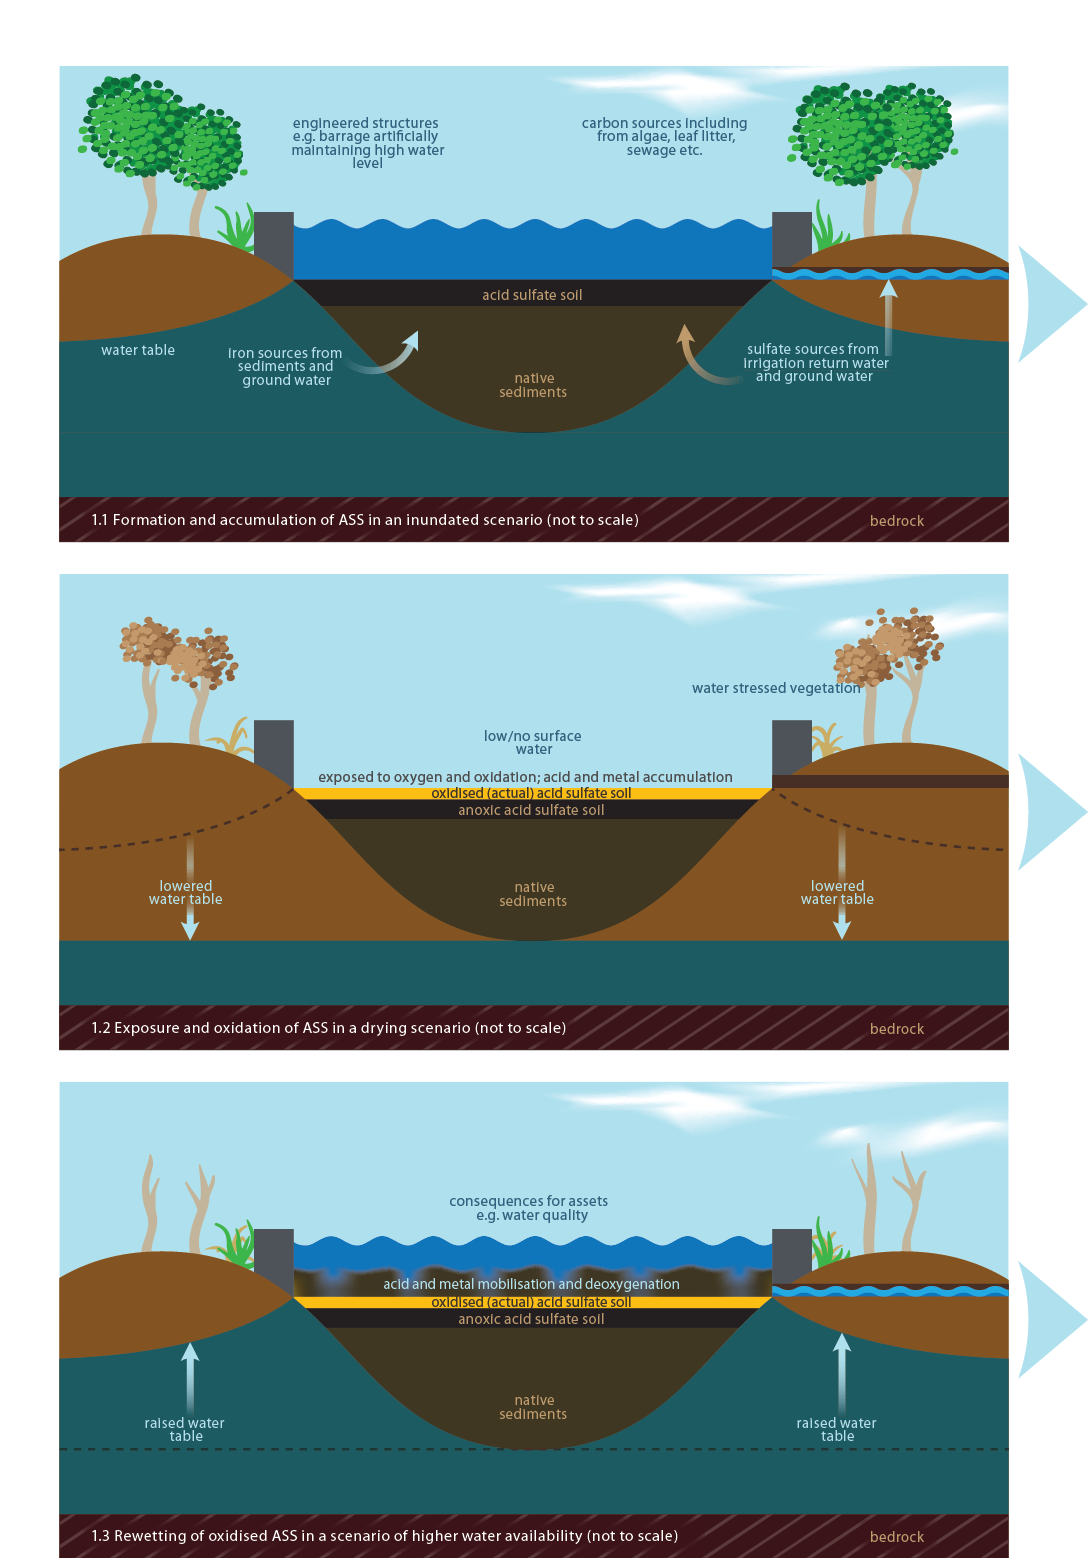 engineered structures
e.g. barrage artificially
maintaining high water
level
carbon sources including
from algae, leaf litter,
sewage etc.
acid sulfate soil
water table
iron sources from
sediments and
ground water
native
sediments
sulfate sources from
irrigation return water
and ground water
1.1 Formation and accumulation of ASS in an inundated scenario (not to scale)
bedrock
water stressed vegetation
low/no surface
water
exposed to oxygen and oxidation; acid and metal accumulation
oxidised (actual) acid sulfate soil
anoxic acid sulfate soil
lowered
water table
native
sediments
lowered
water table
1.2 Exposure and oxidation of ASS in a drying scenario (not to scale)
bedrock
consequences for assets
e.g. water quality
acid and metal mobilisation and deoxygenation
oxidised (actual) acid sulfate soil
anoxic acid sulfate soil
native
sediments
raised water
table
raised water
table
1.3 Rewetting of oxidised ASS in a scenario of higher water availability (not to scale)
bedrock